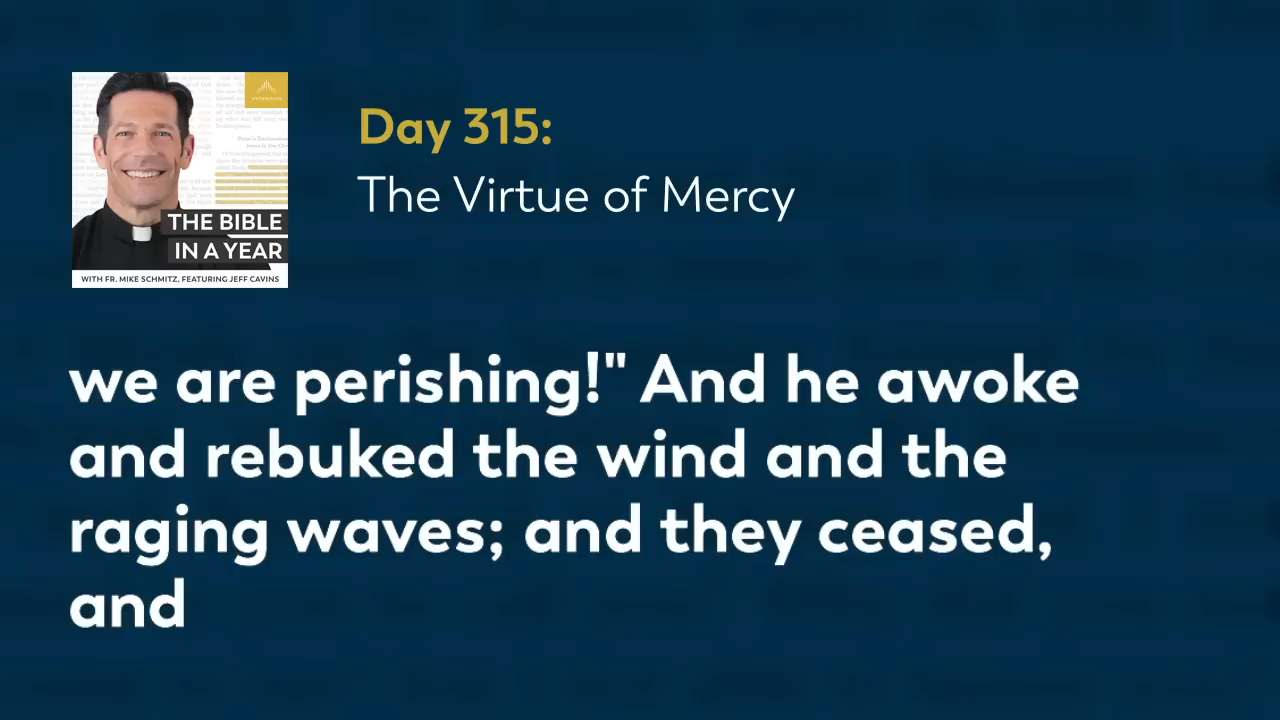 Day 315:
The Virtue of Mercy
THE BIBLE
IN A YEAR
WITH FR. MIKE SCHMITZ, FEATURING JEFF CAVINS
we are perishing!" And he awoke
and rebuked the wind and the
raging waves; and they ceased,
and